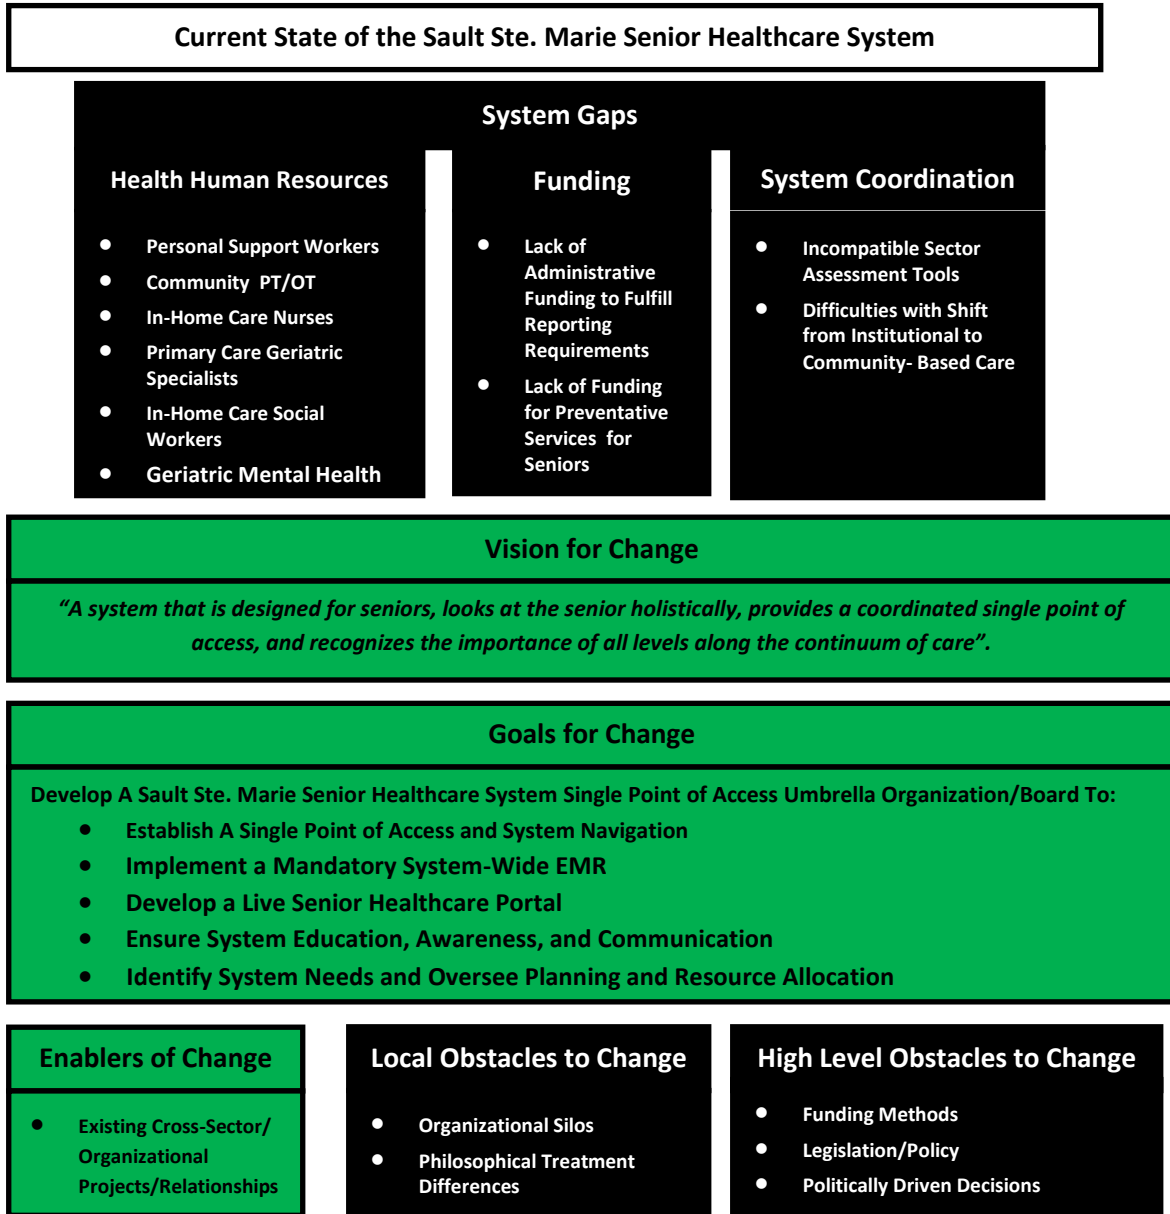 Current State of the Sault Ste. Marie Senior Healthcare System
System Gaps
Health Human Resources
● Personal Support Workers
● Community PT/OT
● In-Home Care Nurses
● Primary Care Geriatric
Specialists
● In-Home Care Social
Workers
● Geriatric Mental Health
Funding
● Lack of
Administrative
Funding to Fulfill
Reporting
Requirements
● Lack of Funding
for Preventative
Services for
Seniors
System Coordination
● Incompatible Sector
Assessment Tools
● Difficulties with Shift
from Institutional to
Community- Based Care
Vision for Change
“A system that is designed for seniors, looks at the senior holistically, provides a coordinated single point of
access, and recognizes the importance of all levels along the continuum of care”.
Goals for Change
Develop A Sault Ste. Marie Senior Healthcare System Single Point of Access Umbrella Organization/Board To:
● Establish A Single Point of Access and System Navigation
● Implement a Mandatory System-Wide EMR
● Develop a Live Senior Healthcare Portal
● Ensure System Education, Awareness, and Communication
● Identify System Needs and Oversee Planning and Resource Allocation
Enablers of Change
● Existing Cross-Sector/
Organizational
Projects/Relationships
Local Obstacles to Change
● Organizational Silos
● Philosophical Treatment
Differences
High Level Obstacles to Change
● Funding Methods
● Legislation/Policy
● Politically Driven Decisions